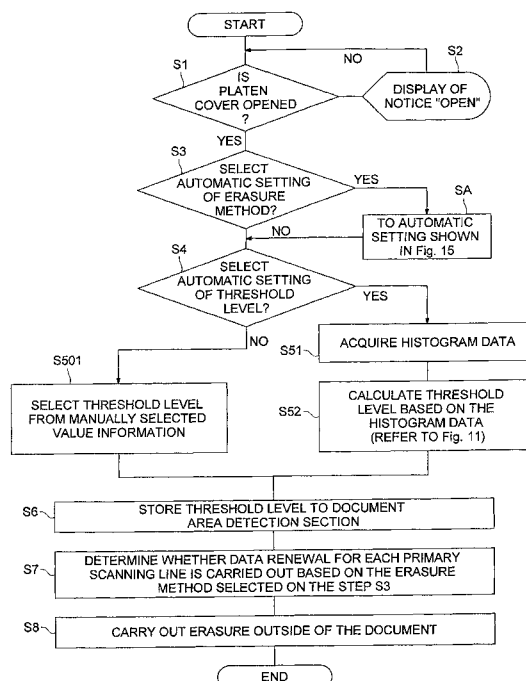 START
S1
IS
PLATEN
COVER OPENED
?
NO
S2
DISPLAY OF
NOTICE "OPEN"
YES
S3
SELECT
AUTOMATIC SETTING
OF ERASURE
METHOD?
YES
SA
TO AUTOMATIC
SETTING SHOWN
IN Fig. 15
NO
S4
SELECT
AUTOMATIC SETTING
OF THRESHOLD
LEVEL?
YES
NO
S51
ACQUIRE HISTOGRAM DATA
S501
SELECT THRESHOLD LEVEL
FROM MANUALLY SELECTED
VALUE INFORMATION
S52
CALCULATE THRESHOLD
LEVEL BASED ON THE
HISTOGRAM DATA
(REFER TO Fig. 11)
S6
STORE THRESHOLD LEVEL TO DOCUMENT
AREA DETECTION SECTION
S7
DETERMINE WHETHER DATA RENEWAL FOR EACH PRIMARY
SCANNING LINE IS CARRIED OUT BASED ON THE ERASURE
METHOD SELECTED ON THE STEP S3
S8
CARRY OUT ERASURE OUTSIDE OF THE DOCUMENT
END